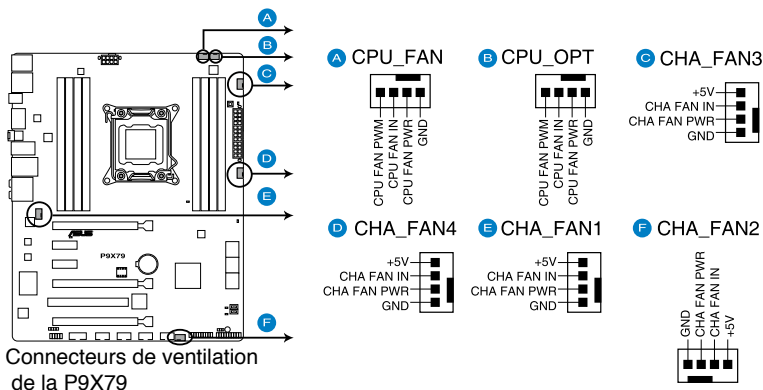 A
B
C
D
E
F
ASUS
P9X79
Connecteurs de ventilation
de la P9X79
A CPU_FAN
CPU FAN PWM
CPU FAN IN
CPU FAN PWR
GND
B CPU_OPT
CPU FAN PWM
CPU FAN IN
CPU FAN PWR
GND
C CHA_FAN3
+5V
CHA FAN IN
CHA FAN PWR
GND
D CHA_FAN4
+5V
CHA FAN IN
CHA FAN PWR
GND
E CHA_FAN1
+5V
CHA FAN IN
CHA FAN PWR
GND
F CHA_FAN2
GND
CHA FAN PWR
CHA FAN IN
+5V